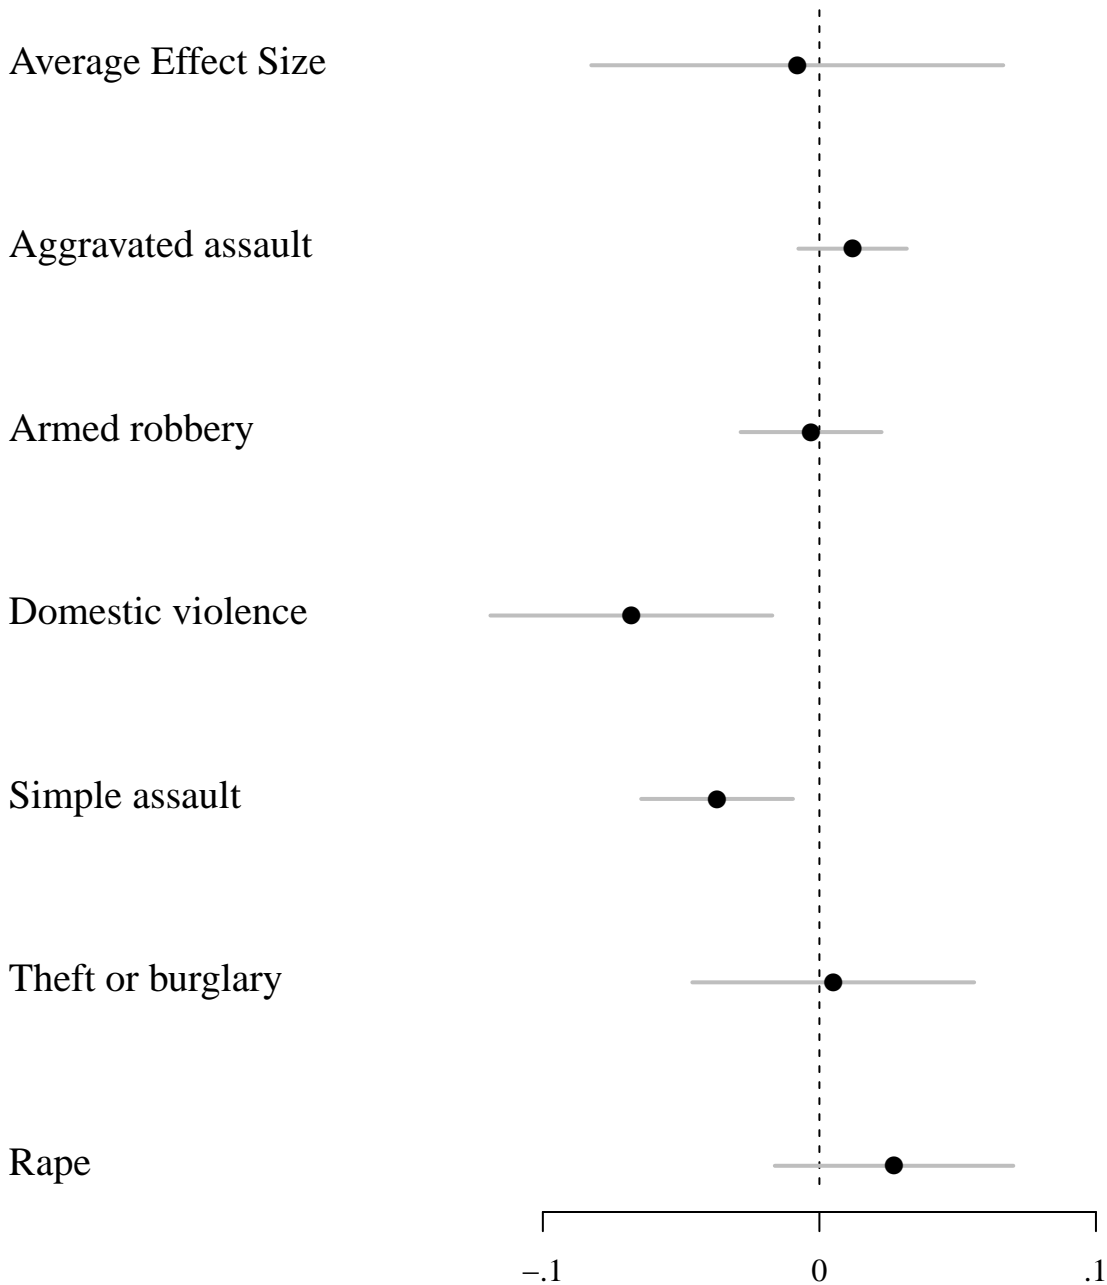 Average Effect Size
Aggravated assault
Armed robbery
Domestic violence
Simple assault
Theft or burglary
Rape
−.1 0 .1